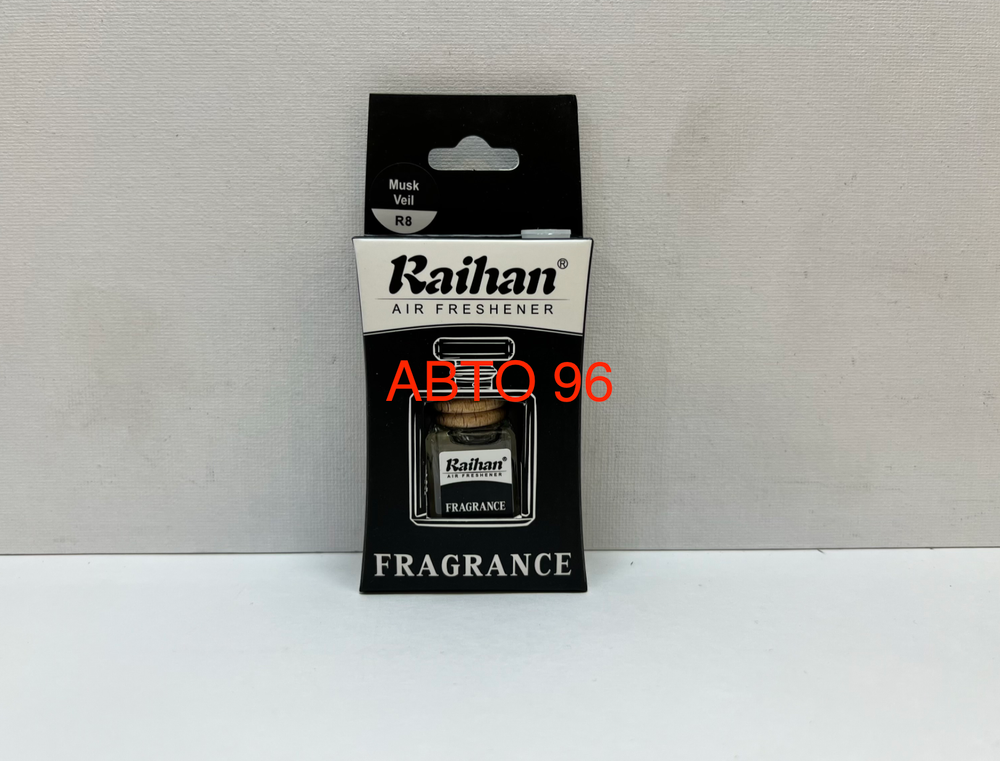 Musk
Veil
R8
Raihan®
AIR FRESHENER
АВТО 96
Raihan®
AIR FRESHENER
FRAGRANCE
FRAGRANCE